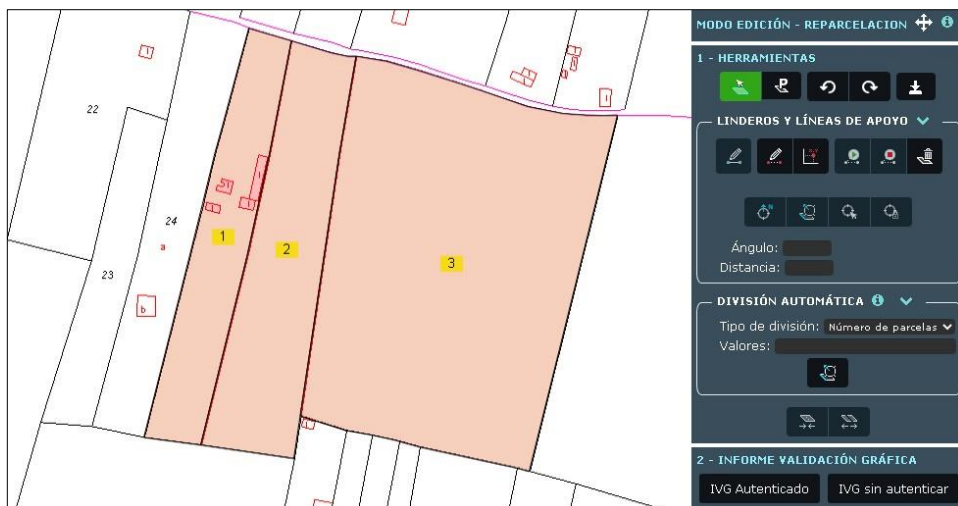 MODO EDICIÓN - REPARCELACION
1 - HERRAMIENTAS
LINDEROS Y LÍNEAS DE APOYO
Ángulo:
Distancia:
DIVISIÓN AUTOMÁTICA
Tipo de división: Número de parcelas
Valores:
2 - INFORME VALIDACIÓN GRÁFICA
IVG Autenticado IVG sin autenticar
22
24
23
a
b
1
2
3